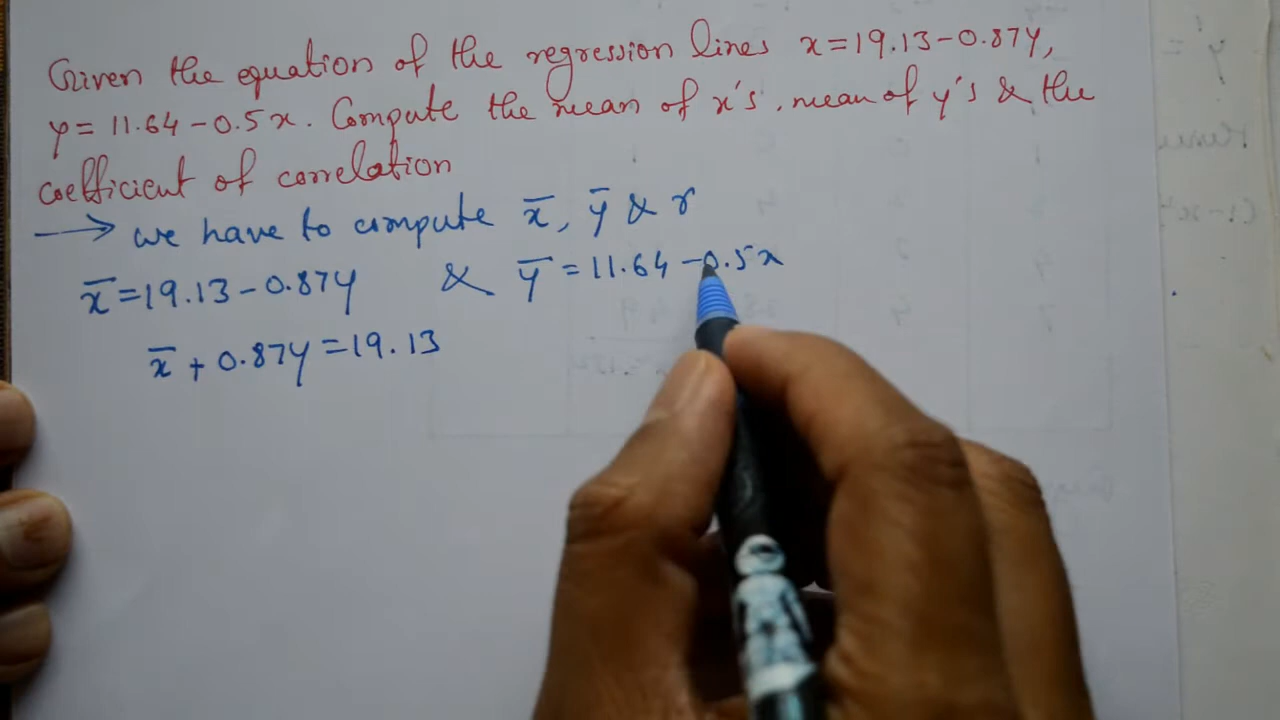 Given the equation of the regression lines x=19.13-0.87y,
y=11.64-0.5x. Compute the mean of x's, mean of y's & the
coefficient of correlation
→ we have to compute x̄, ȳ & r
x̄=19.13-0.87y & ȳ=11.64-0.5x
x̄+0.87y=19.13